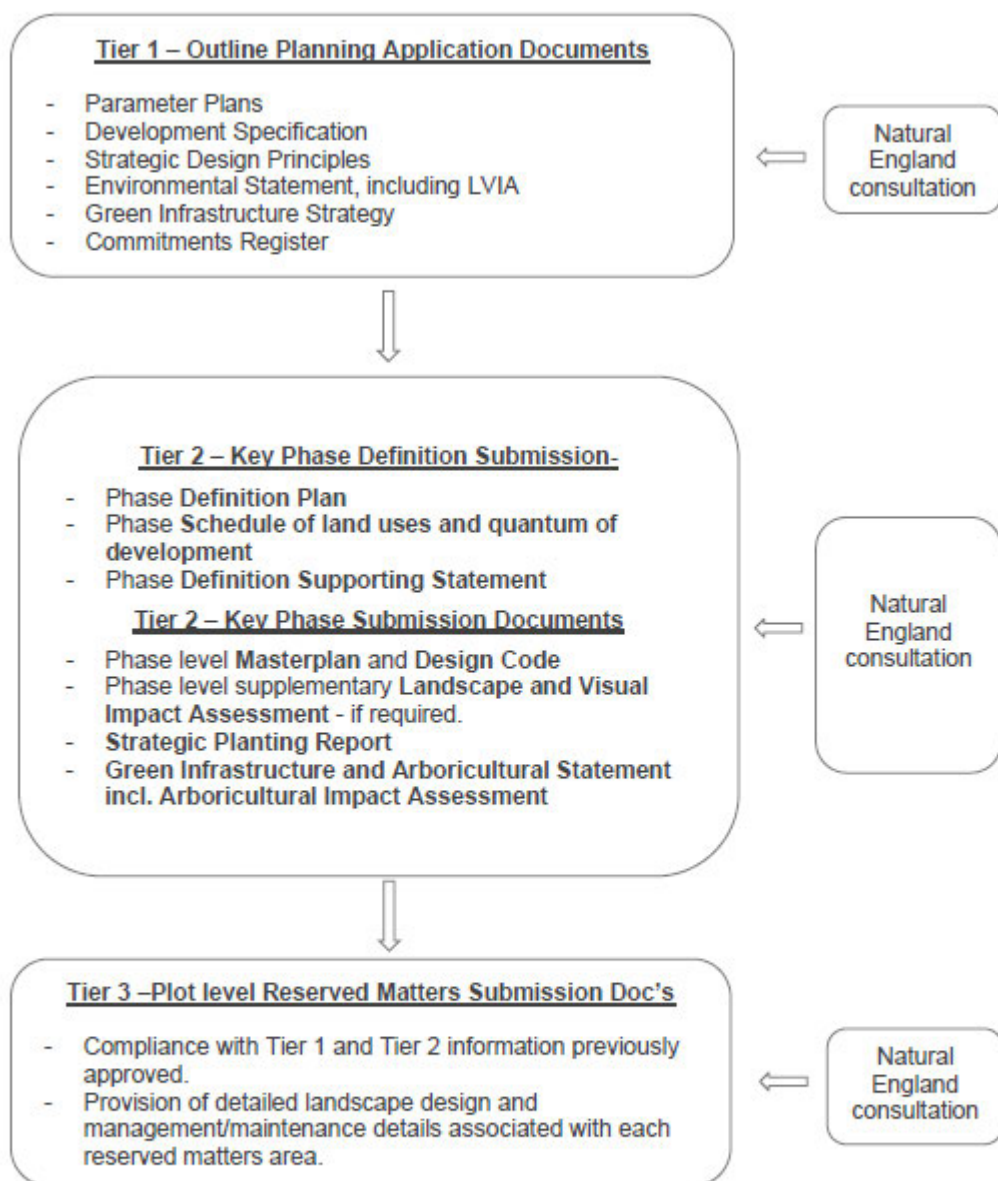 Tier 1 – Outline Planning Application Documents
- Parameter Plans
- Development Specification
- Strategic Design Principles
- Environmental Statement, including LVIA
- Green Infrastructure Strategy
- Commitments Register
Natural
England
consultation
Tier 2 – Key Phase Definition Submission-
- Phase Definition Plan
- Phase Schedule of land uses and quantum of
development
- Phase Definition Supporting Statement
Tier 2 – Key Phase Submission Documents
- Phase level Masterplan and Design Code
- Phase level supplementary Landscape and Visual
Impact Assessment - if required.
- Strategic Planting Report
- Green Infrastructure and Arboricultural Statement
incl. Arboricultural Impact Assessment
Natural
England
consultation
Tier 3 –Plot level Reserved Matters Submission Doc's
- Compliance with Tier 1 and Tier 2 information previously
approved.
- Provision of detailed landscape design and
management/maintenance details associated with each
reserved matters area.
Natural
England
consultation